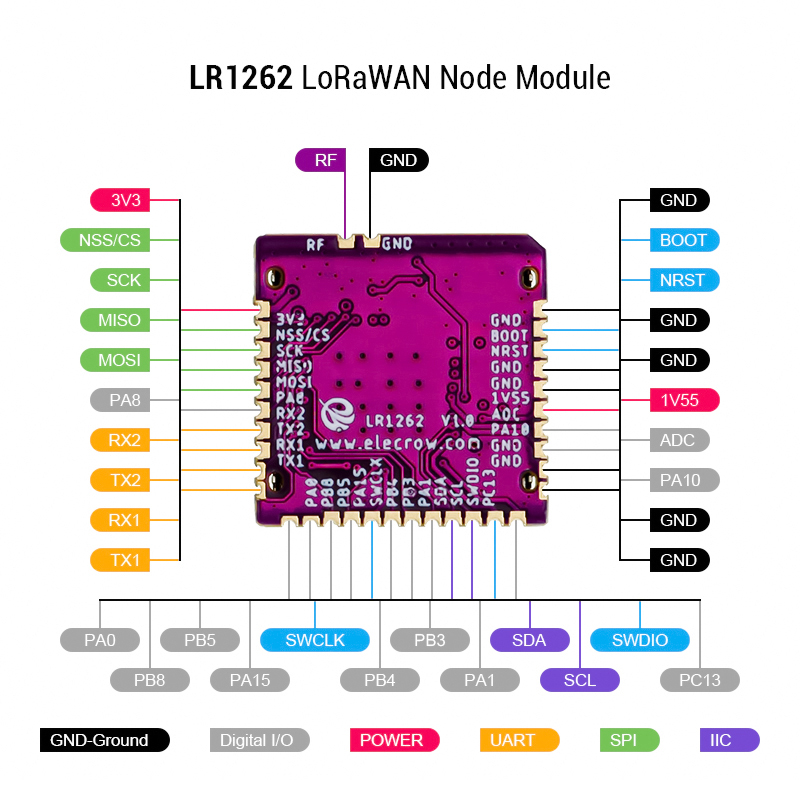 LR1262 LoRaWAN Node Module
RF
GND
3V3
NSS/CS
SCK
MISO
MOSI
PA8
RX2
TX2
RX1
TX1
GND
BOOT
NRST
GND
GND
1V55
ADC
PA10
GND
GND
RF
GND
3V3
NSS/CS
SCK
MISO
MOSI
PA8
RX2
TX2
RX1
TX1
GND
BOOT
NRST
GND
GND
1V55
ADC
PA10
GND
GND
LR1262 V1.0
www.elecrow.com
PA0
PB8
PB5
PA15
SWCLK
PB4
PB3
PA1
SDA
SCL
SWDIO
PC13
PA0
PB5
SWCLK
PB3
SDA
SWDIO
PB8
PA15
PB4
PA1
SCL
PC13
GND-Ground
Digital I/O
POWER
UART
SPI
IIC